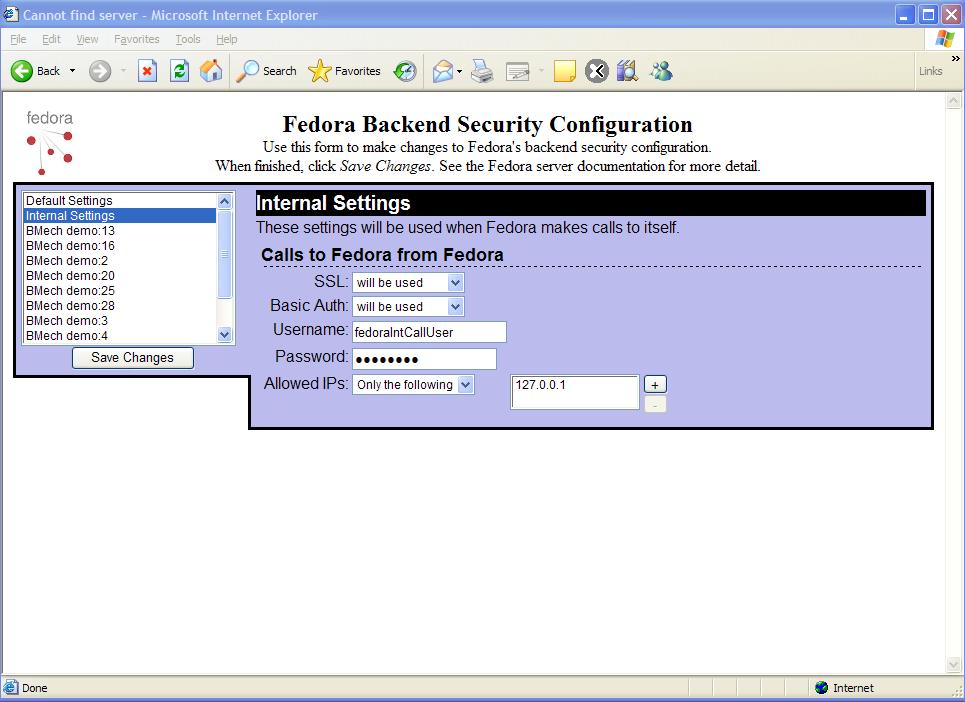 Cannot find server - Microsoft Internet Explorer
File Edit View Favorites Tools Help
Back Search Favorites Links »
fedora
Fedora Backend Security Configuration
Use this form to make changes to Fedora's backend security configuration.
When finished, click Save Changes. See the Fedora server documentation for more detail.
Default Settings
Internal Settings
BMech demo:13
BMech demo:16
BMech demo:2
BMech demo:20
BMech demo:25
BMech demo:28
BMech demo:3
BMech demo:4
Save Changes
Internal Settings
These settings will be used when Fedora makes calls to itself.
Calls to Fedora from Fedora
SSL: will be used
Basic Auth: will be used
Username: fedoraIntCallUser
Password: ●●●●●●●●
Allowed IPs: Only the following 127.0.0.1 +
-
Done Internet